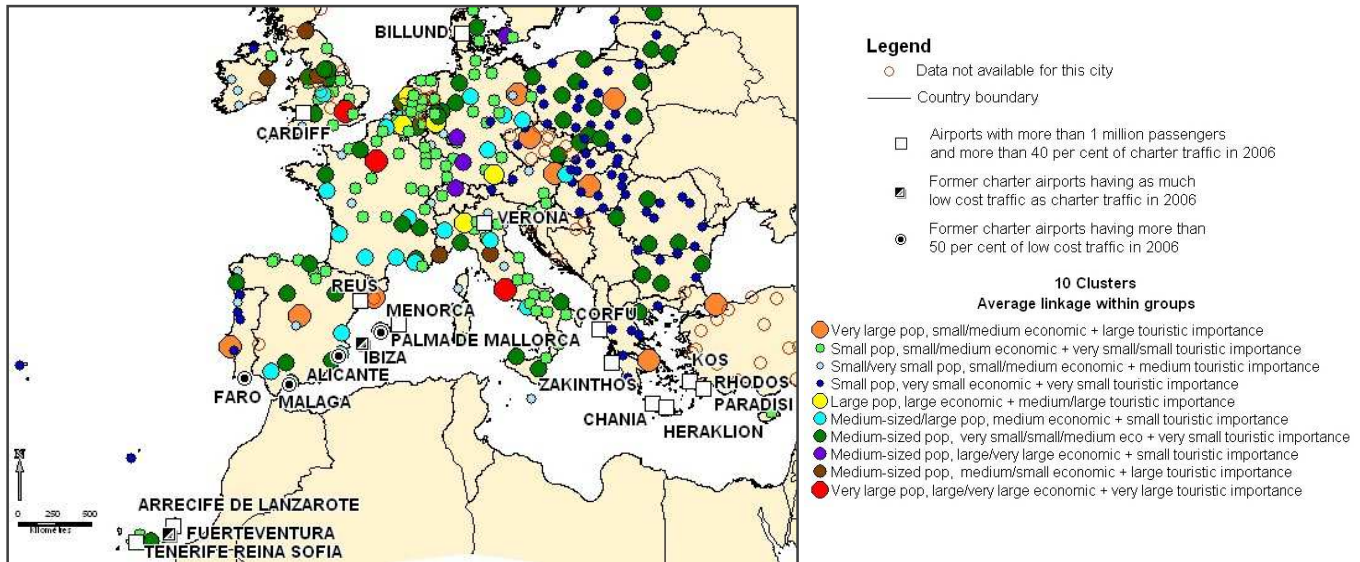 BILLUND
CARDIFF
VERONA
REUS
MENORCA
PALMA DE MALLORCA
IBIZA
ALICANTE
FARO
MALAGA
CORFU
ZAKINTHOS
KOS
RHODOS
PARADISI
CHANIA
HERAKLION
ARRECIFE DE LANZAROTE
FUERTEVENTURA
TENERIFE REINA SOFIA
N
0 250 500
Kilomètres
Legend
Data not available for this city
Country boundary
Airports with more than 1 million passengers
and more than 40 per cent of charter traffic in 2006
Former charter airports having as much
low cost traffic as charter traffic in 2006
Former charter airports having more than
50 per cent of low cost traffic in 2006
10 Clusters
Average linkage within groups
Very large pop, small/medium economic + large touristic importance
Small pop, small/medium economic + very small/small touristic importance
Small/very small pop, small/medium economic + medium touristic importance
Small pop, very small economic + very small touristic importance
Large pop, large economic + medium/large touristic importance
Medium-sized/large pop, medium economic + small touristic importance
Medium-sized pop, very small/small/medium eco + very small touristic importance
Medium-sized pop, large/very large economic + small touristic importance
Medium-sized pop, medium/small economic + large touristic importance
Very large pop, large/very large economic + very large touristic importance